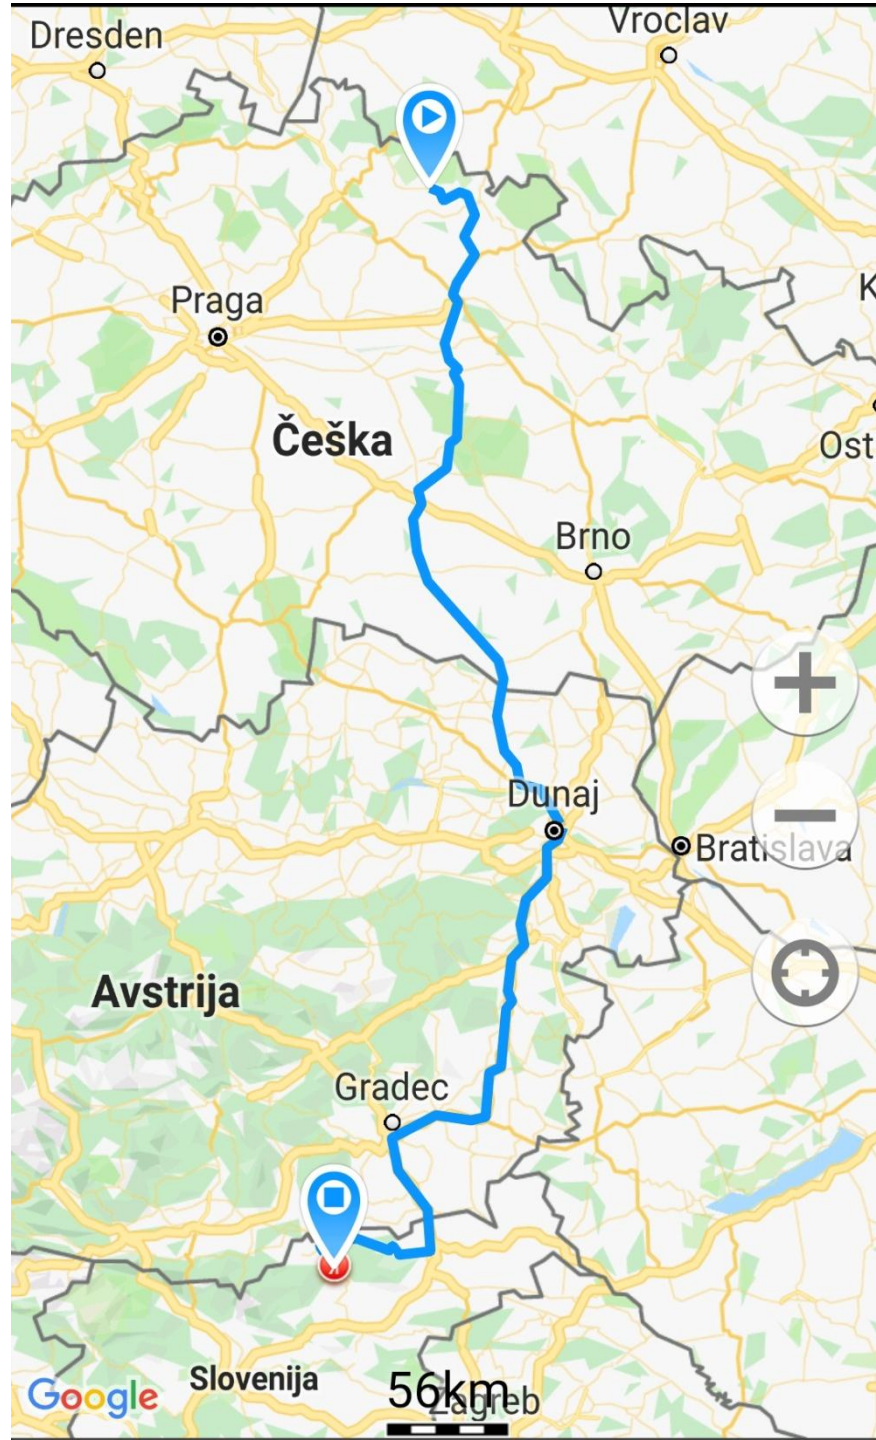 Dresden
Vroclav
Praga
K
Češka
Ost
Brno
Dunaj
Bratislava
Avstrija
Gradec
Slovenija
Google
56km
Zagreb